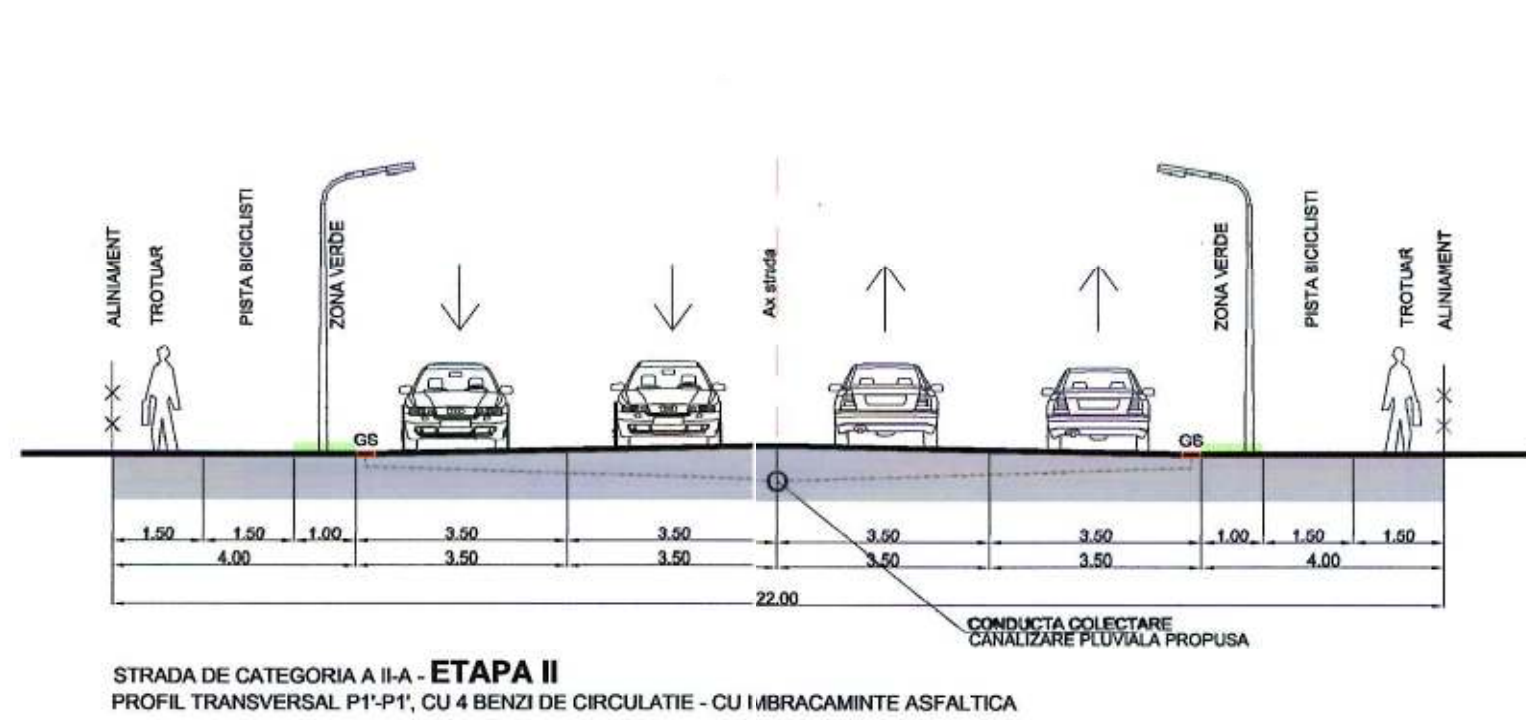 ALINIAMENT
TROTUAR
PISTA BICICLISTI
ZONA VERDE
Ax strada
ZONA VERDE
PISTA BICICLISTI
TROTUAR
ALINIAMENT
GS
GS
1.50 1.50 1.00 3.50 3.50 3.50 3.50 1.00 1.50 1.50
4.00 3.50 3.50 3.50 3.50 4.00
22.00
CONDUCTA COLECTARE
CANALIZARE PLUVIALA PROPUSA
STRADA DE CATEGORIA A II-A - ETAPA II
PROFIL TRANSVERSAL P1'-P1', CU 4 BENZI DE CIRCULATIE - CU IMBRACAMINTE ASFALTICA